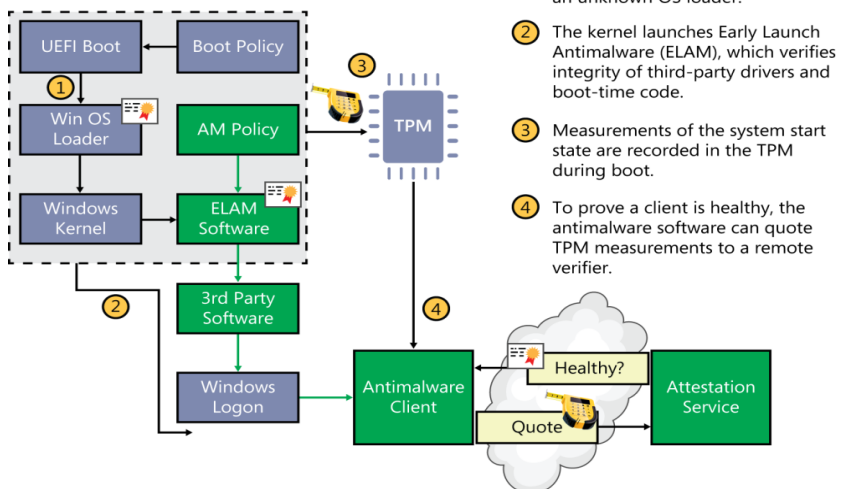 an unknown OS loader.
UEFI Boot
Boot Policy
2
The kernel launches Early Launch
Antimalware (ELAM), which verifies
integrity of third-party drivers and
boot-time code.
3
1
Win OS
Loader
AM Policy
TPM
3
Measurements of the system start
state are recorded in the TPM
during boot.
Windows
Kernel
ELAM
Software
4
To prove a client is healthy, the
antimalware software can quote
TPM measurements to a remote
verifier.
2
3rd Party
Software
4
Windows
Logon
Antimalware
Client
Healthy?
Quote
Attestation
Service